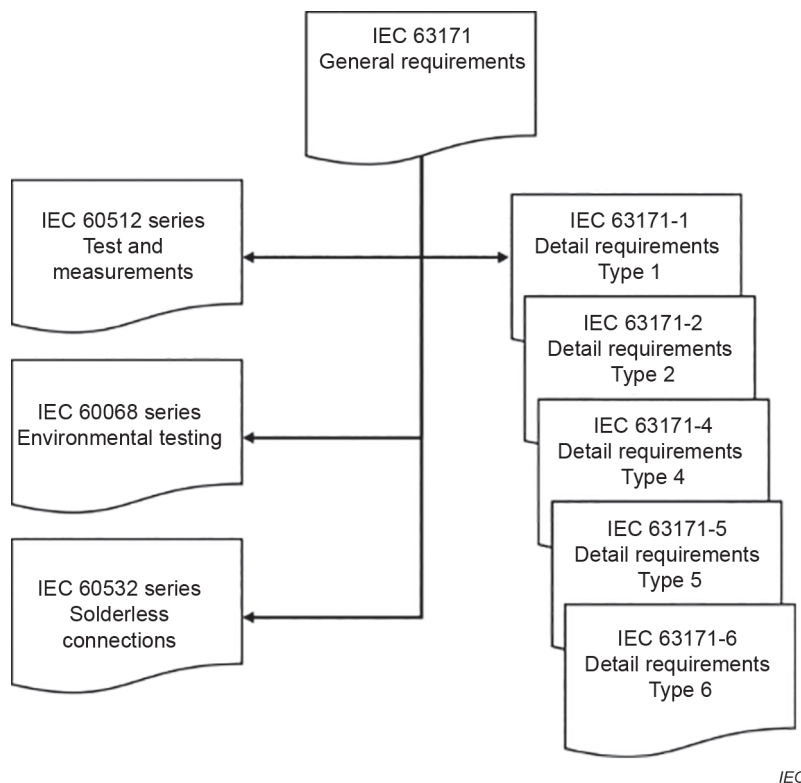 IEC 63171
General requirements
IEC 60512 series
Test and
measurements
IEC 63171-1
Detail requirements
Type 1
IEC 63171-2
Detail requirements
Type 2
IEC 60068 series
Environmental testing
IEC 63171-4
Detail requirements
Type 4
IEC 63171-5
Detail requirements
Type 5
IEC 60532 series
Solderless
connections
IEC 63171-6
Detail requirements
Type 6
IEC